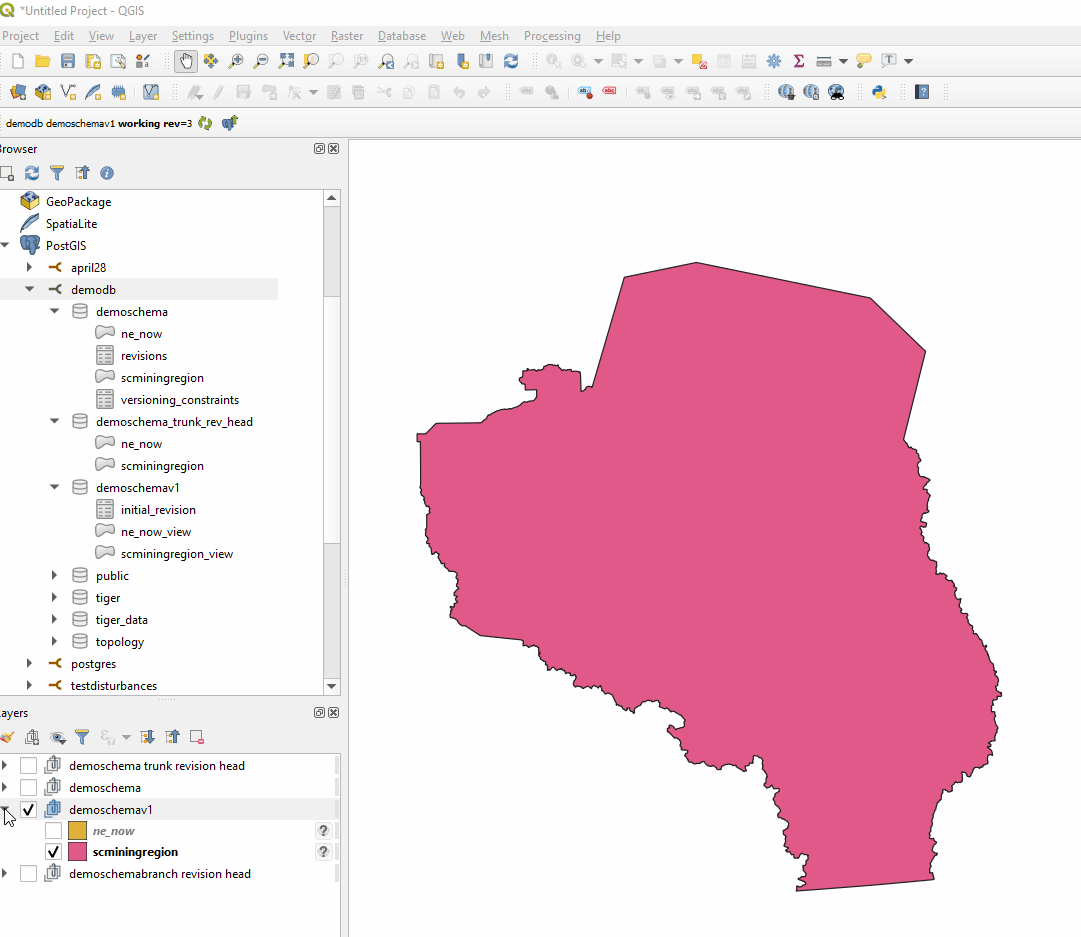 *Untitled Project - QGIS
Project Edit View Layer Settings Plugins Vector Raster Database Web Mesh Processing Help
demodb demoschemav1 working rev=3
Browser
GeoPackage
SpatiaLite
PostGIS
april28
demodb
demoschema
ne_now
revisions
scminingregion
versioning_constraints
demoschema_trunk_rev_head
ne_now
scminingregion
demoschemav1
initial_revision
ne_now_view
scminingregion_view
public
tiger
tiger_data
topology
postgres
testdisturbances
Layers
demoschema trunk revision head
demoschema
demoschemav1
ne_now ?
scminingregion ?
demoschemabranch revision head